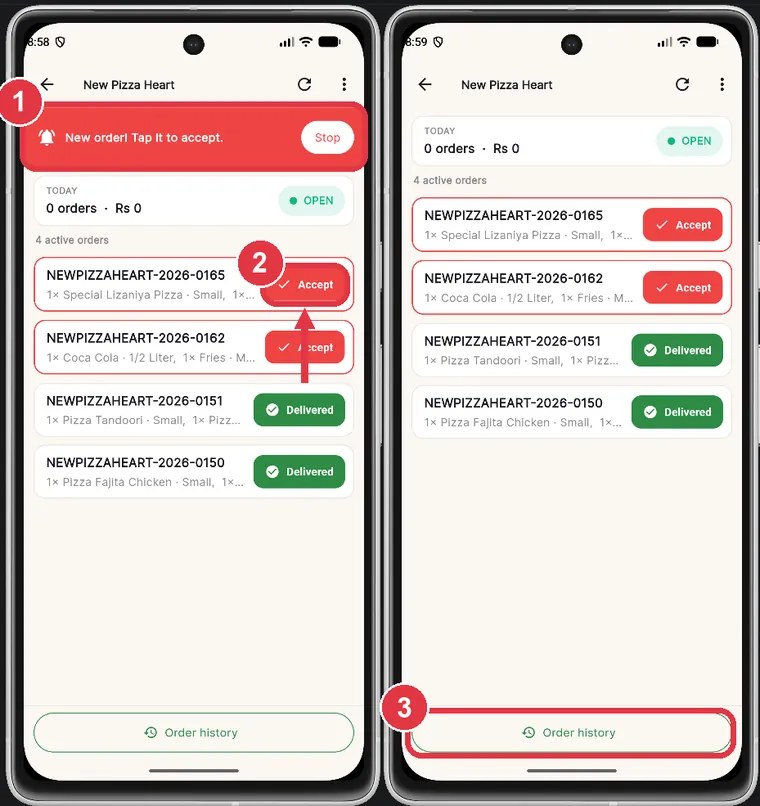 8:58
New Pizza Heart
1
New order! Tap it to accept.
Stop
TODAY
0 orders · Rs 0
OPEN
4 active orders
2
NEWPIZZAHEART-2026-0165
1× Special Lizaniya Pizza · Small, 1×...
Accept
NEWPIZZAHEART-2026-0162
1× Coca Cola · 1/2 Liter, 1× Fries · M...
Accept
NEWPIZZAHEART-2026-0151
1× Pizza Tandoori · Small, 1× Pizz...
Delivered
NEWPIZZAHEART-2026-0150
1× Pizza Fajita Chicken · Small, 1×...
Delivered
Order history
8:59
New Pizza Heart
TODAY
0 orders · Rs 0
OPEN
4 active orders
NEWPIZZAHEART-2026-0165
1× Special Lizaniya Pizza · Small, 1×...
Accept
NEWPIZZAHEART-2026-0162
1× Coca Cola · 1/2 Liter, 1× Fries · M...
Accept
NEWPIZZAHEART-2026-0151
1× Pizza Tandoori · Small, 1× Pizz...
Delivered
NEWPIZZAHEART-2026-0150
1× Pizza Fajita Chicken · Small, 1×...
Delivered
3
Order history